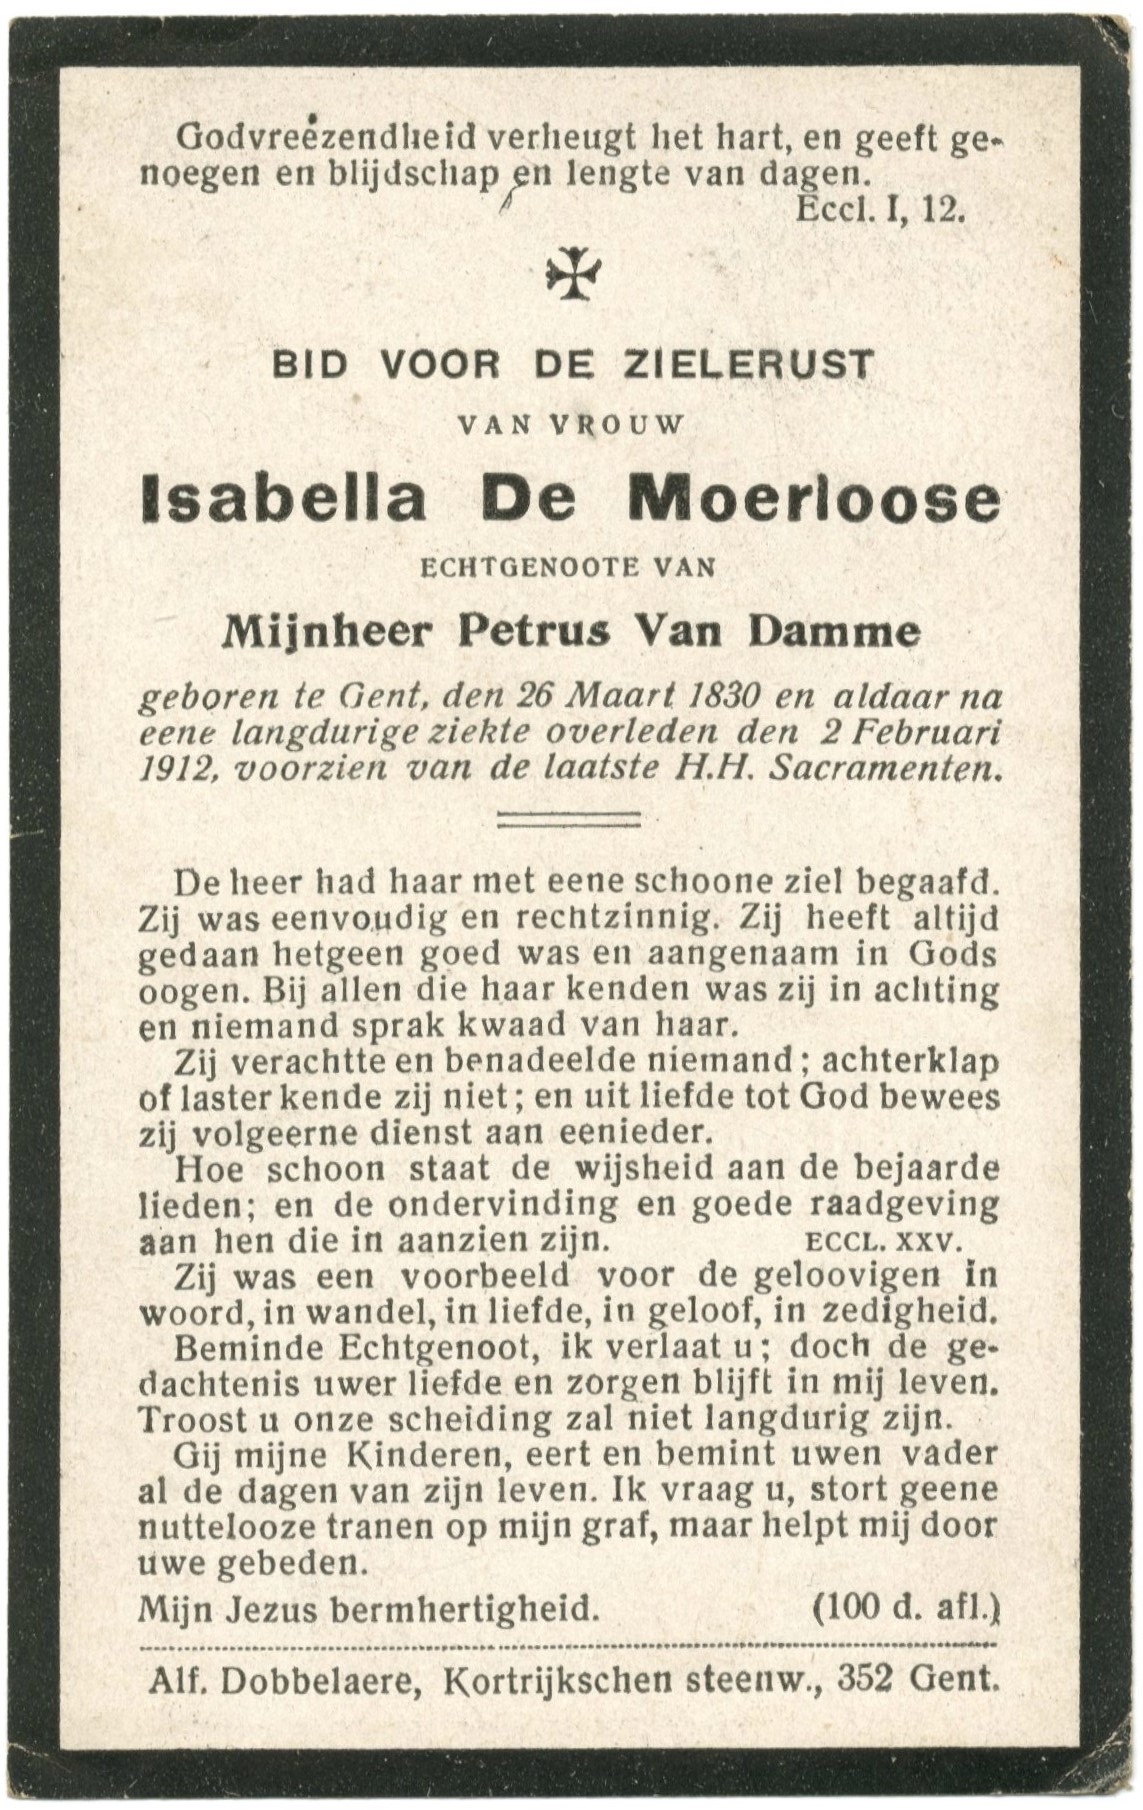 Godvreezendheid verheugt het hart, en geeft ge-
noegen en blijdschap en lengte van dagen.
Eccl. I, 12.
BID VOOR DE ZIELERUST
VAN VROUW
Isabella De Moerloose
ECHTGENOOTE VAN
Mijnheer Petrus Van Damme
geboren te Gent, den 26 Maart 1830 en aldaar na
eene langdurige ziekte overleden den 2 Februari
1912, voorzien van de laatste H.H. Sacramenten.
De heer had haar met eene schoone ziel begaafd.
Zij was eenvoudig en rechtzinnig. Zij heeft altijd
gedaan hetgeen goed was en aangenaam in Gods
oogen. Bij allen die haar kenden was zij in achting
en niemand sprak kwaad van haar.
Zij verachtte en benadeelde niemand; achterklap
of laster kende zij niet; en uit liefde tot God bewees
zij volgeerne dienst aan eenieder.
Hoe schoon staat de wijsheid aan de bejaarde
lieden; en de ondervinding en goede raadgeving
aan hen die in aanzien zijn. ECCL. XXV.
Zij was een voorbeeld voor de geloovigen in
woord, in wandel, in liefde, in geloof, in zedigheid.
Beminde Echtgenoot, ik verlaat u; doch de ge-
dachtenis uwer liefde en zorgen blijft in mij leven.
Troost u onze scheiding zal niet langdurig zijn.
Gij mijne Kinderen, eert en bemint uwen vader
al de dagen van zijn leven. Ik vraag u, stort geene
nuttelooze tranen op mijn graf, maar helpt mij door
uwe gebeden.
Mijn Jezus bermhertigheid. (100 d. afl.)
Alf. Dobbelaere, Kortrijkschen steenw., 352 Gent.